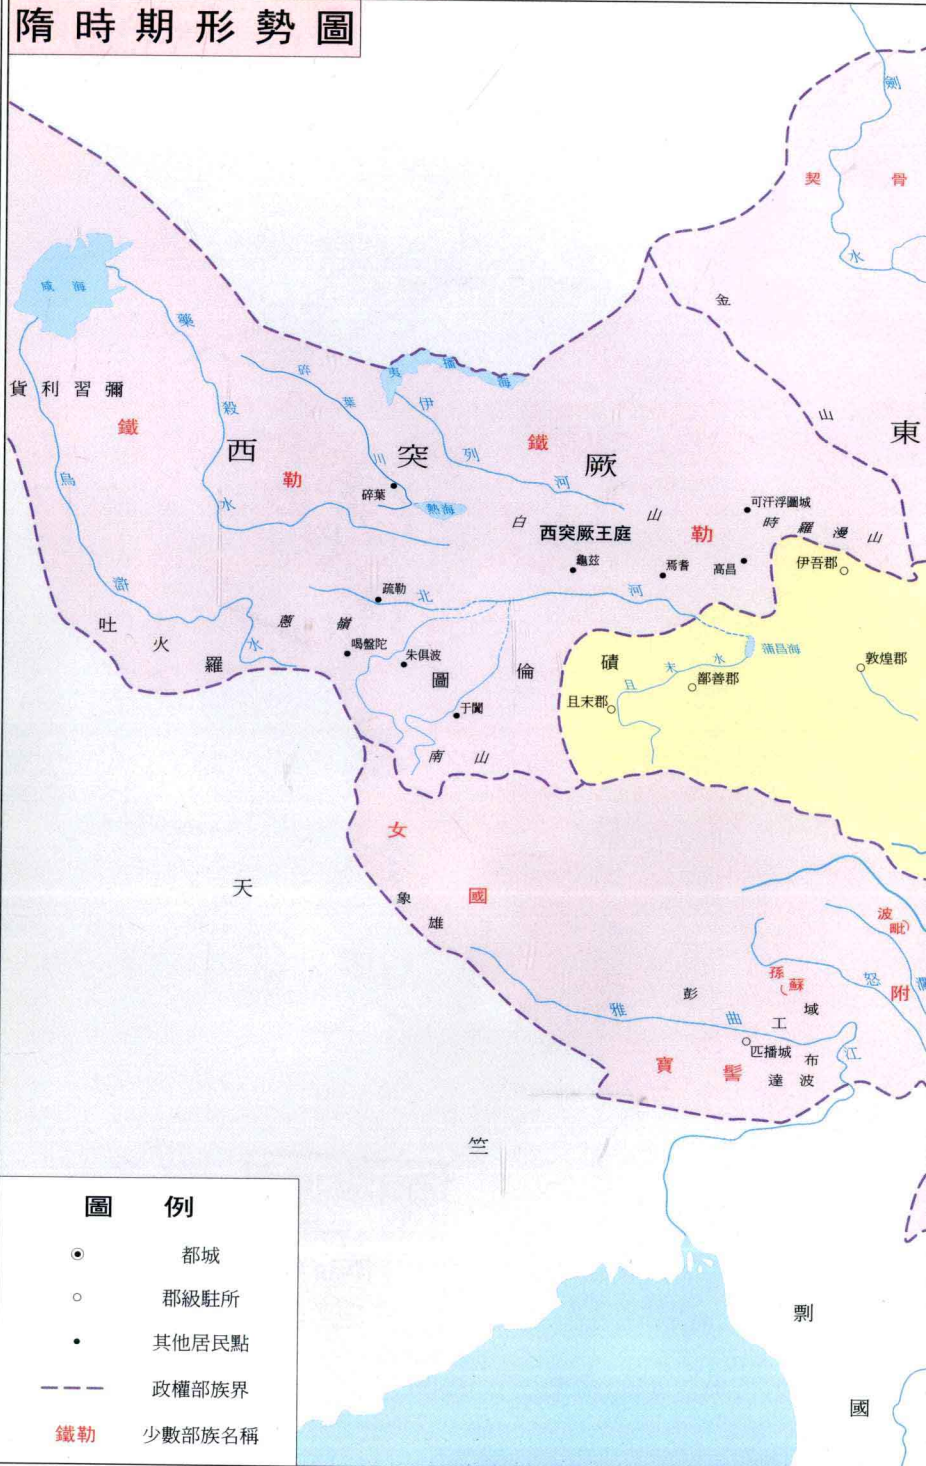 隋時期形勢圖
劍水
契骨
咸海
藥殺水
碎葉川
夷播海
伊列河
金山
貨利習彌
鐵勒
西突厥
鐵勒
東
烏滸水
碎葉
熱海
白山
西突厥王庭
可汗浮圖城
時羅漫山
龜茲
焉耆
高昌
伊吾郡
疏勒
北河
吐火羅
蔥嶺
喝盤陀
朱俱波
圖倫磧
蒲昌海
且末水
鄯善郡
敦煌郡
且末郡
于闐
南山
女國
天竺
象雄
波毗
孫蘇
怒江
附
瀾
雅曲
彭域
工布
匹播城
達波
寶髻
剽國
圖例
都城
郡級駐所
其他居民點
政權部族界
鐵勒 少數部族名稱